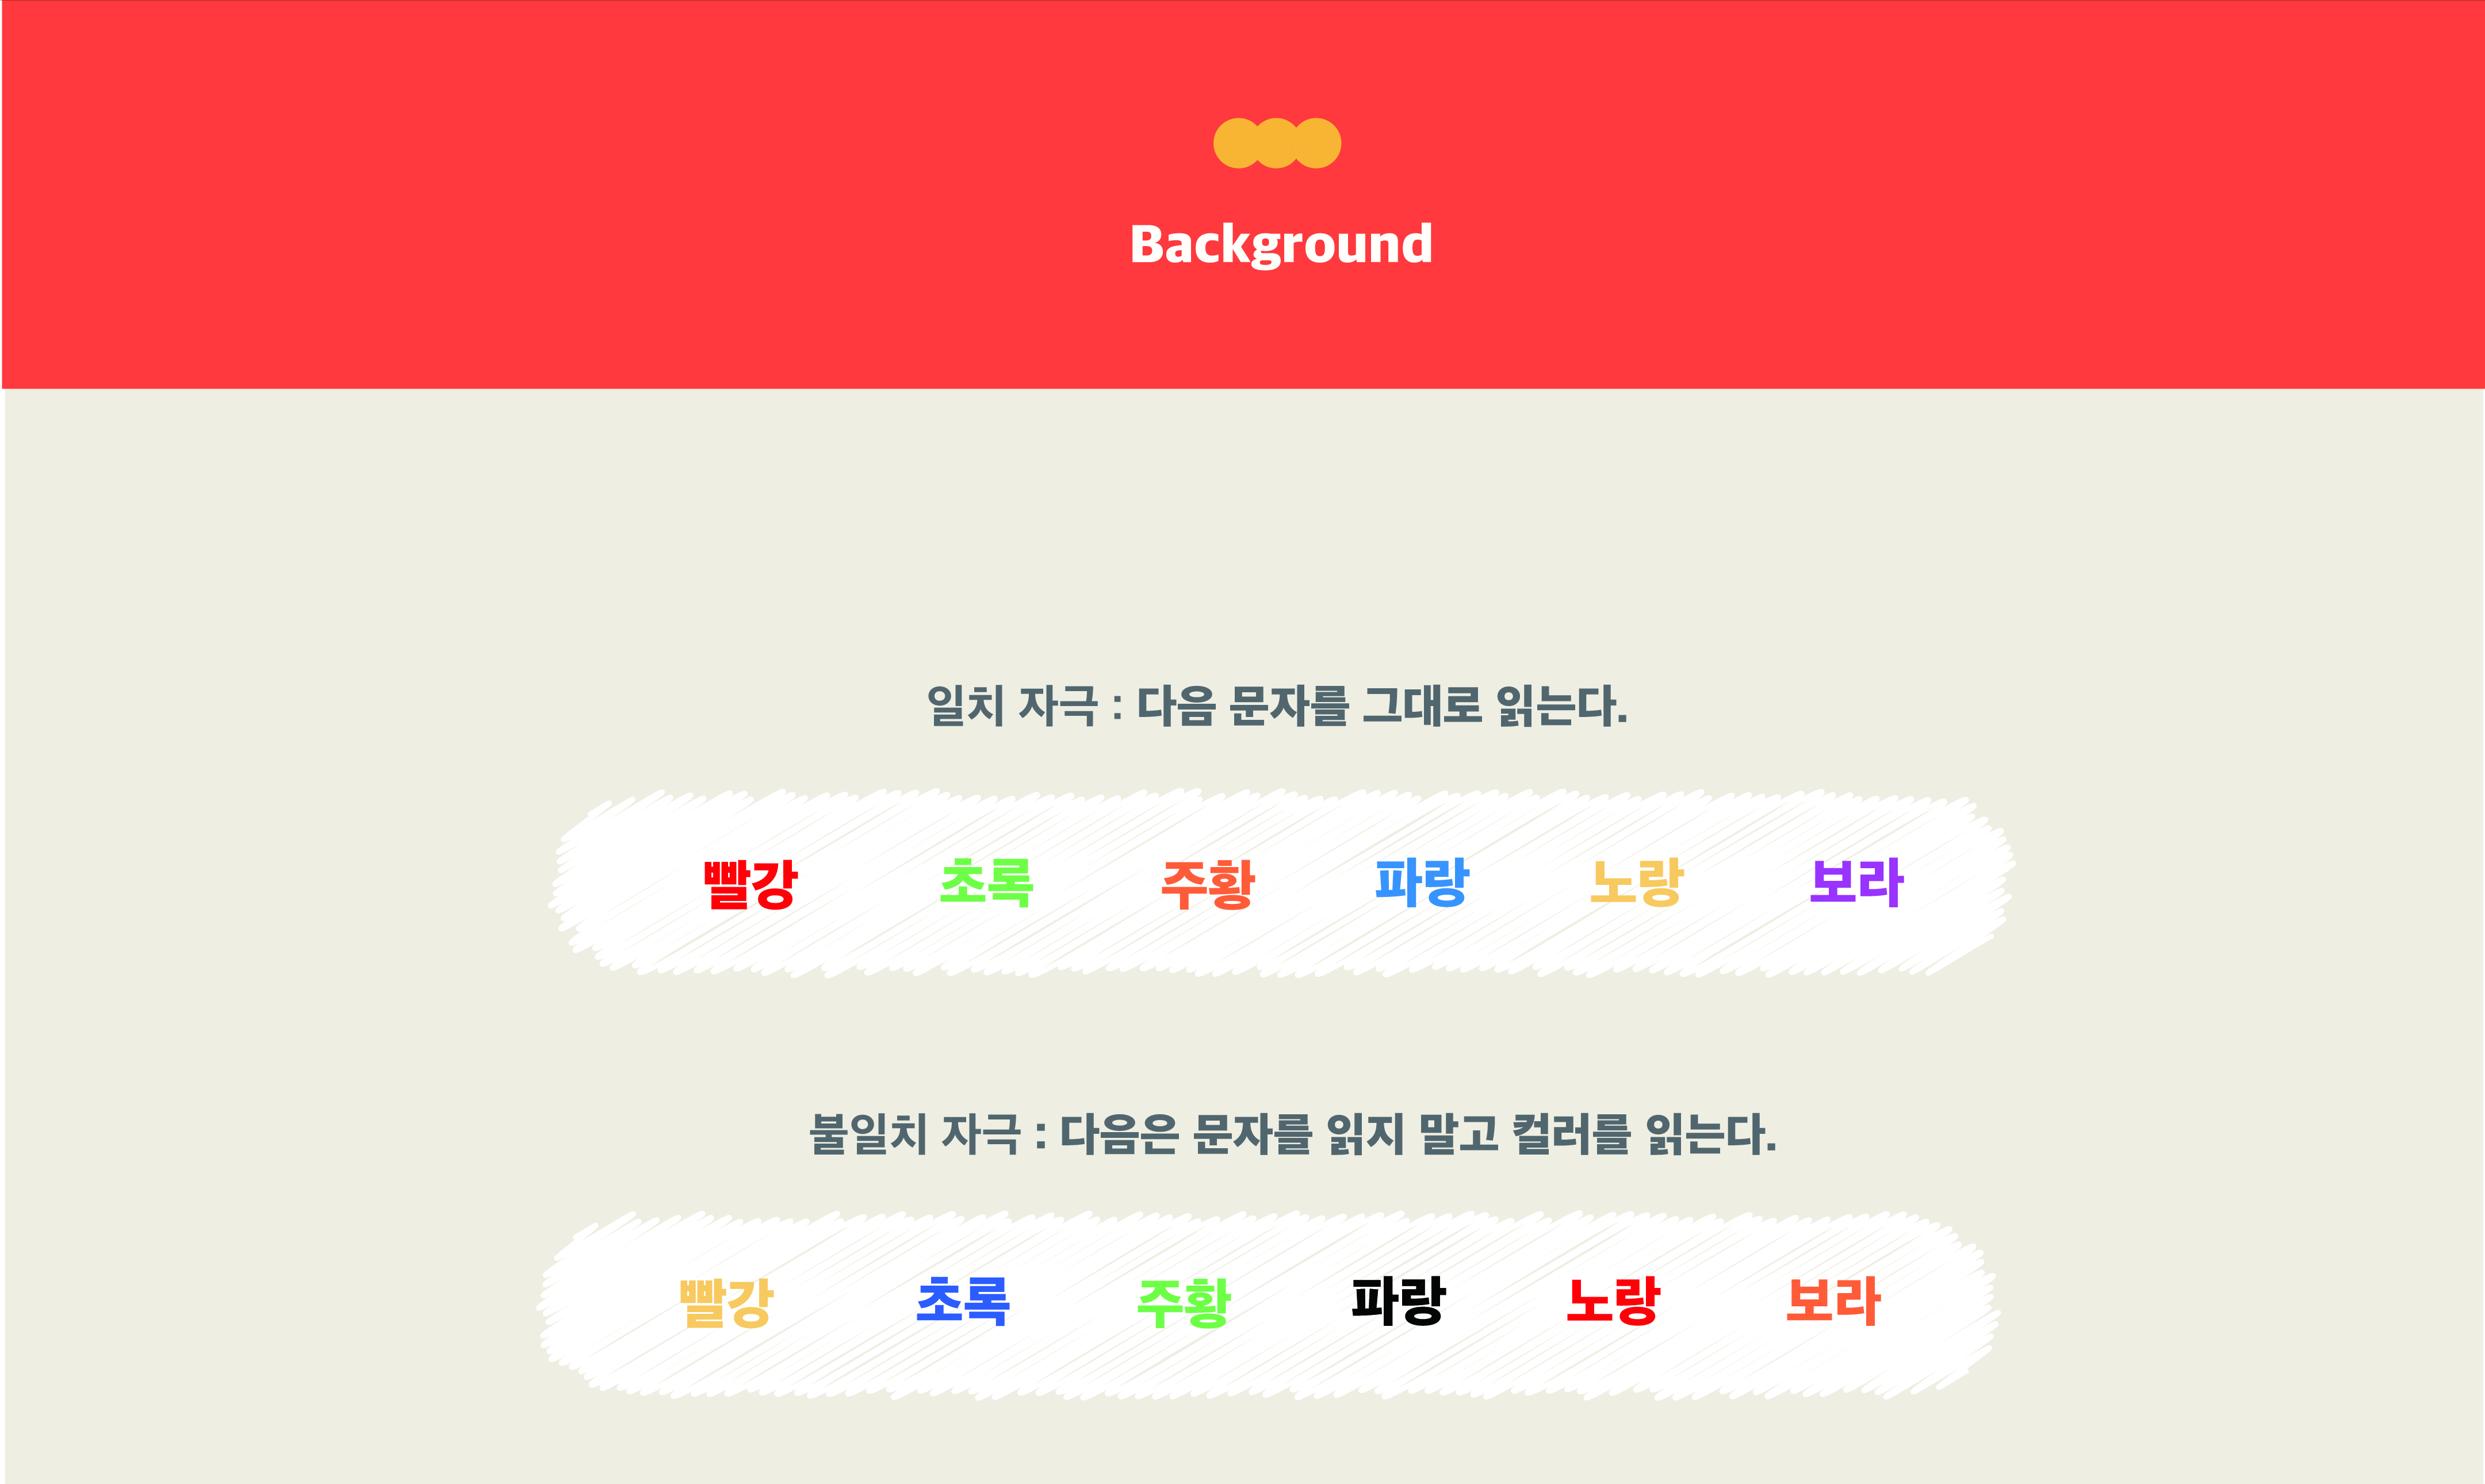 Background
일치 자극 : 다음 문자를 그대로 읽는다.
빨강 초록 주황 파랑 노랑 보라
불일치 자극 : 다음은 문자를 읽지 말고 컬러를 읽는다.
빨강 초록 주황 파랑 노랑 보라